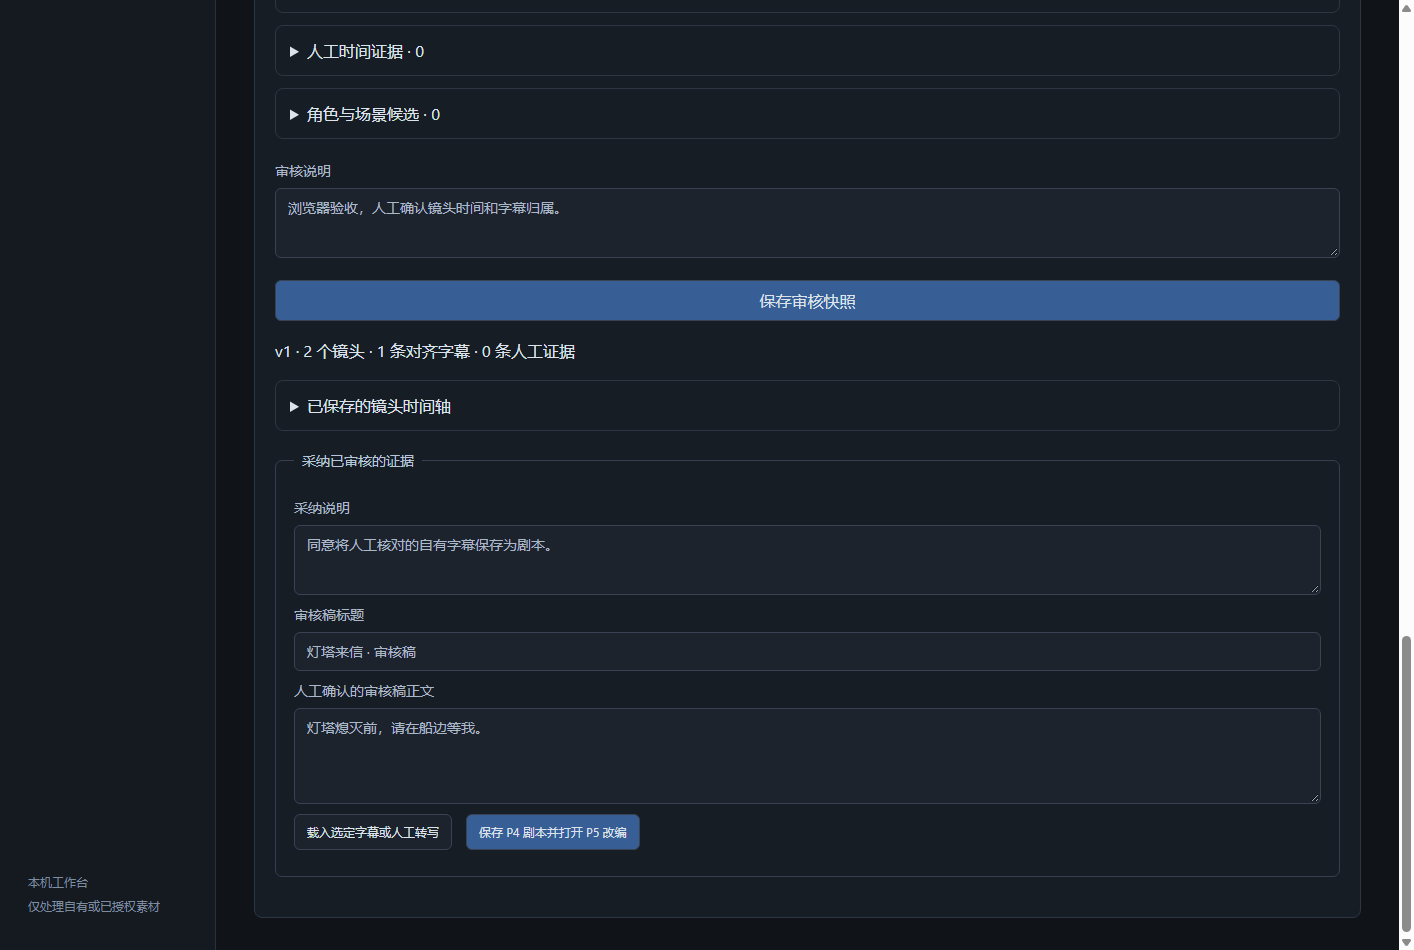 人工时间证据 · 0
角色与场景候选 · 0
审核说明
浏览器验收，人工确认镜头时间和字幕归属。
保存审核快照
v1 · 2 个镜头 · 1 条对齐字幕 · 0 条人工证据
已保存的镜头时间轴
采纳已审核的证据
采纳说明
同意将人工核对的自有字幕保存为剧本。
审核稿标题
灯塔来信 · 审核稿
人工确认的审核稿正文
灯塔熄灭前，请在船边等我。
载入选定字幕或人工转写
保存 P4 剧本并打开 P5 改编
本机工作台
仅处理自有或已授权素材